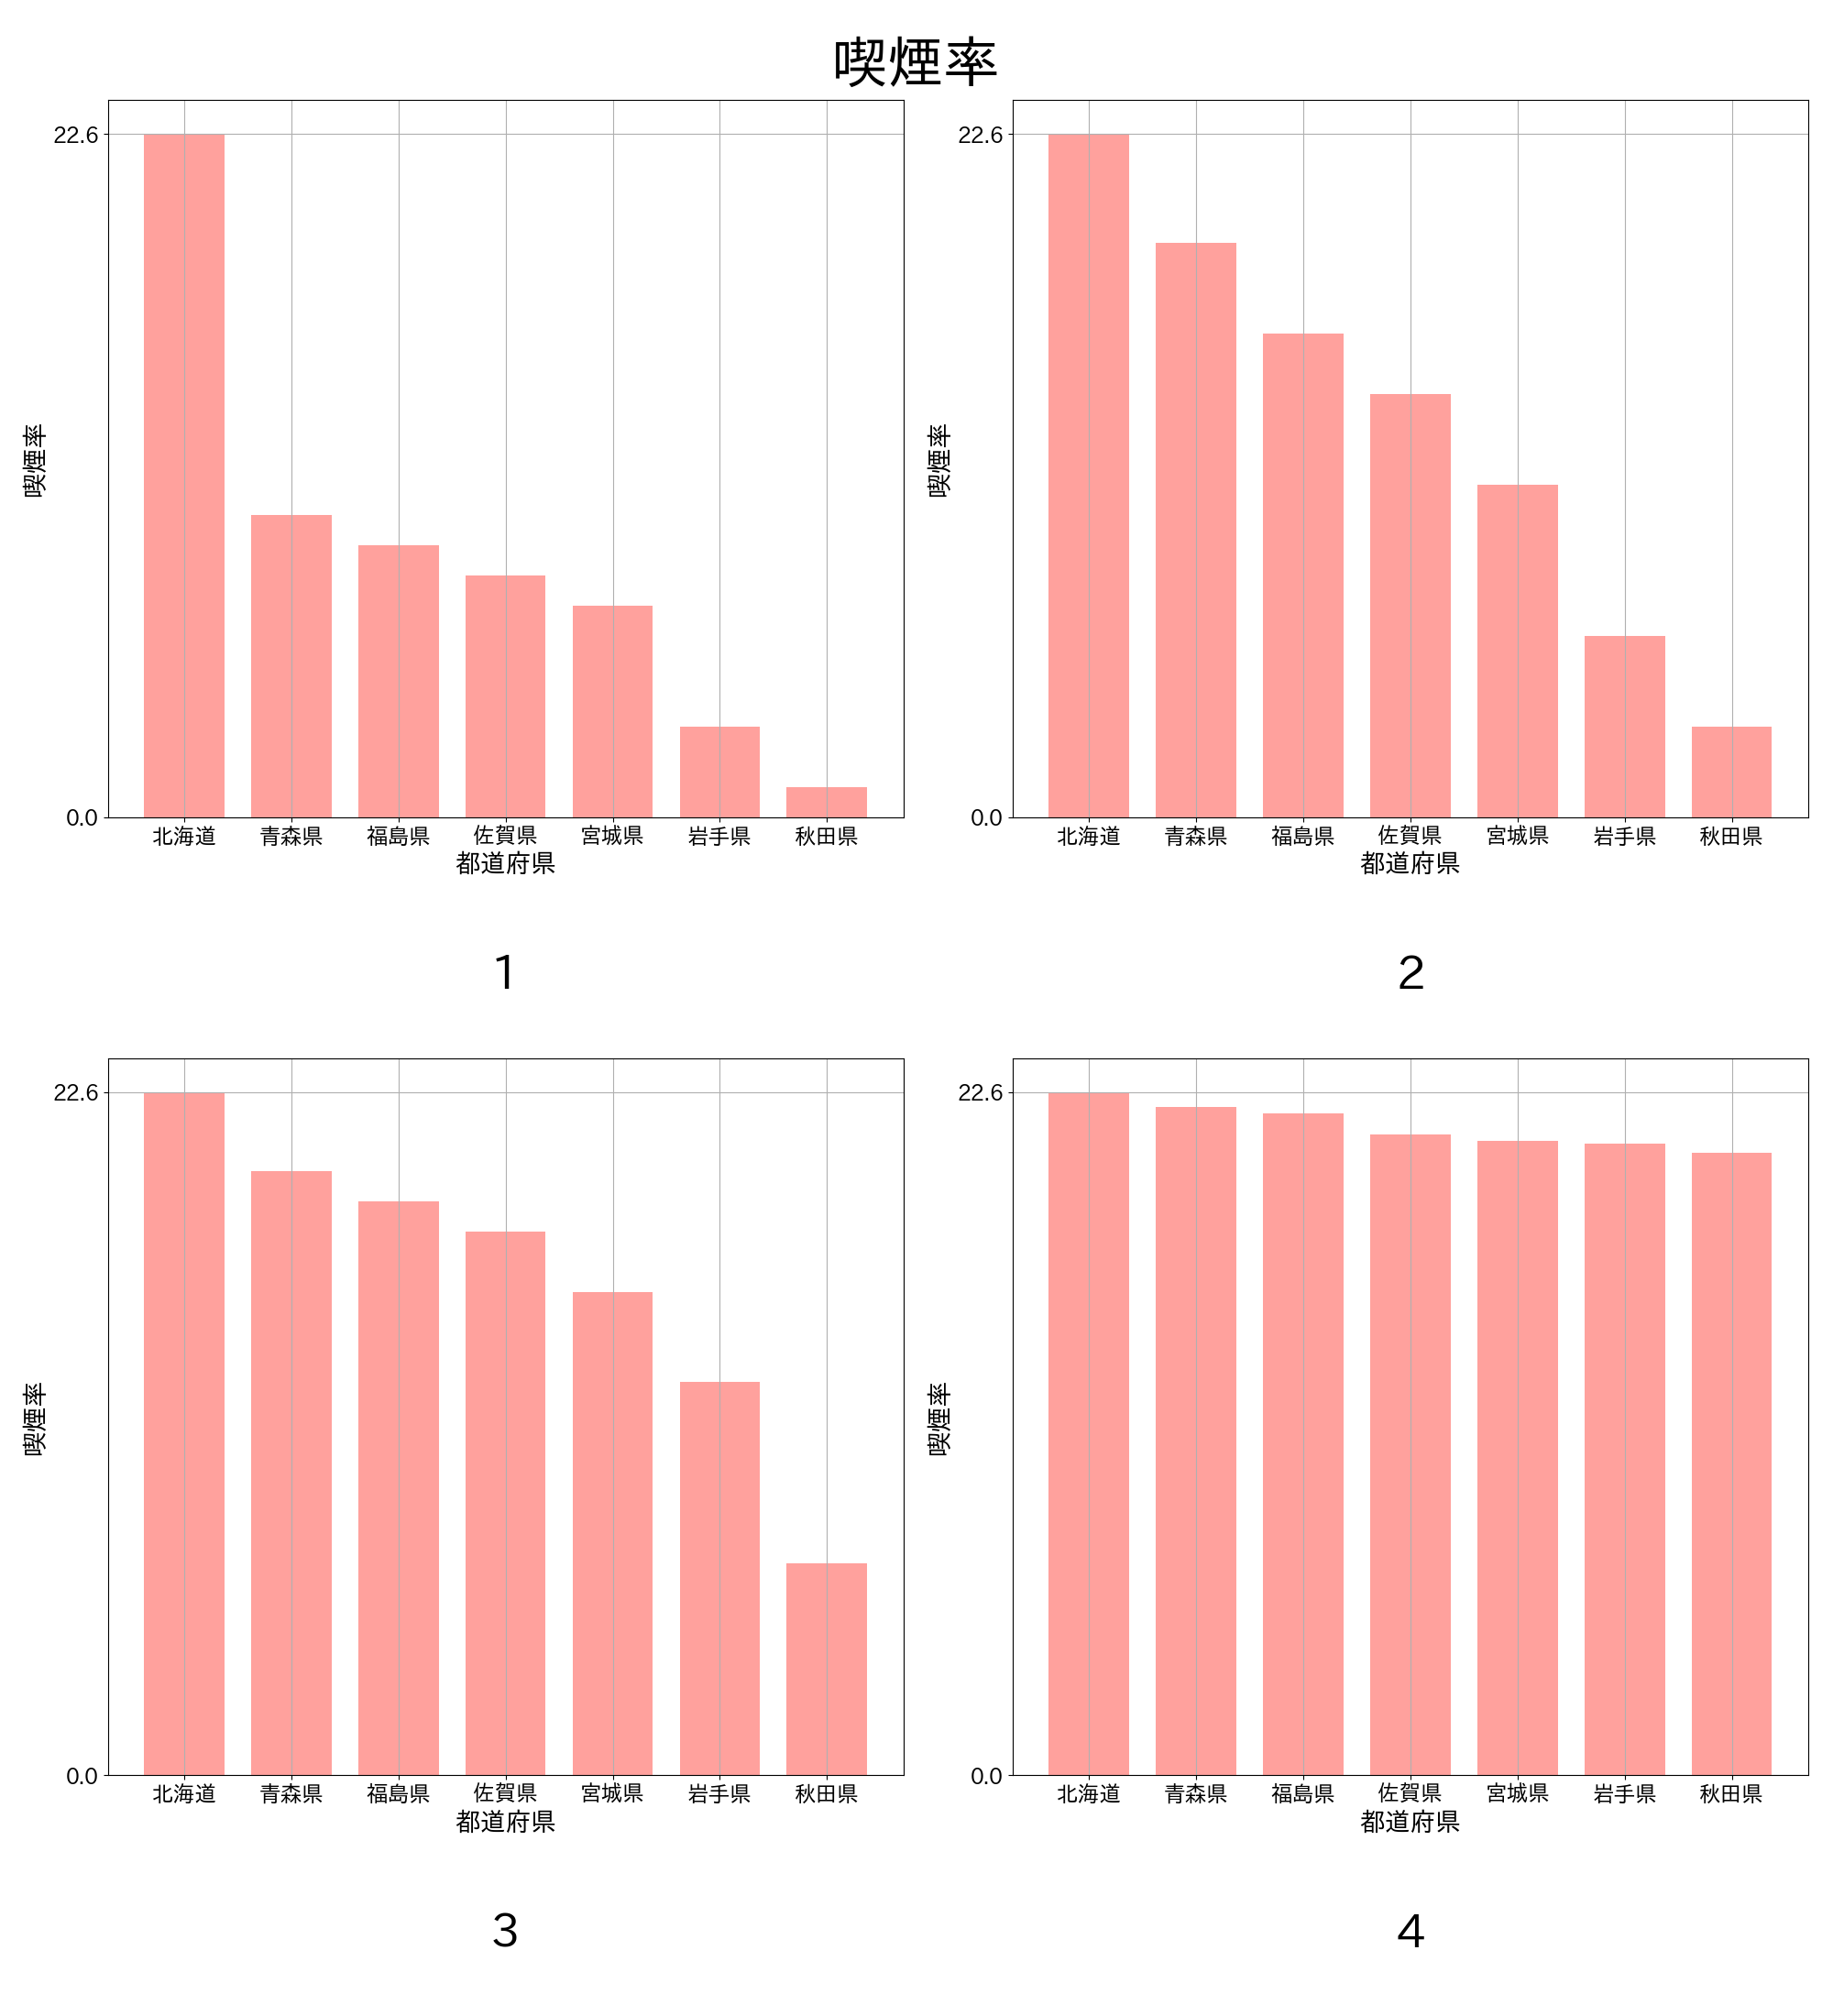 喫煙率
22.6
喫煙率
0.0
北海道 青森県 福島県 佐賀県 宮城県 岩手県 秋田県
都道府県
1
22.6
喫煙率
0.0
北海道 青森県 福島県 佐賀県 宮城県 岩手県 秋田県
都道府県
2
22.6
喫煙率
0.0
北海道 青森県 福島県 佐賀県 宮城県 岩手県 秋田県
都道府県
3
22.6
喫煙率
0.0
北海道 青森県 福島県 佐賀県 宮城県 岩手県 秋田県
都道府県
4